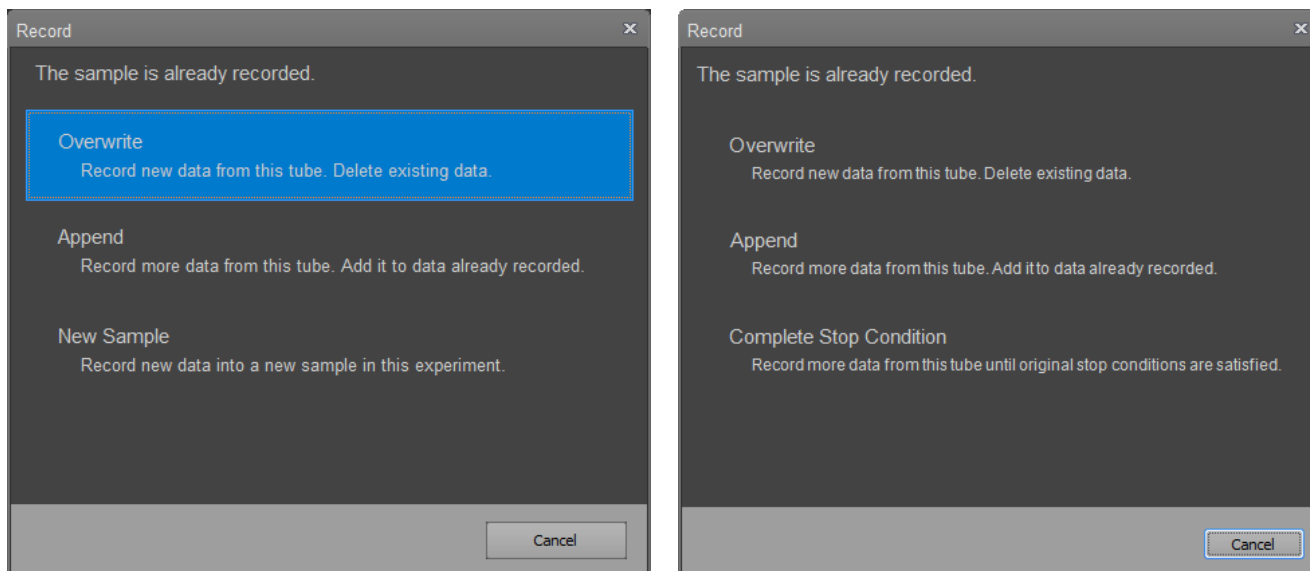 Record
The sample is already recorded.
Overwrite
Record new data from this tube. Delete existing data.
Append
Record more data from this tube. Add it to data already recorded.
New Sample
Record new data into a new sample in this experiment.
Cancel
Record
The sample is already recorded.
Overwrite
Record new data from this tube. Delete existing data.
Append
Record more data from this tube. Add it to data already recorded.
Complete Stop Condition
Record more data from this tube until original stop conditions are satisfied.
Cancel